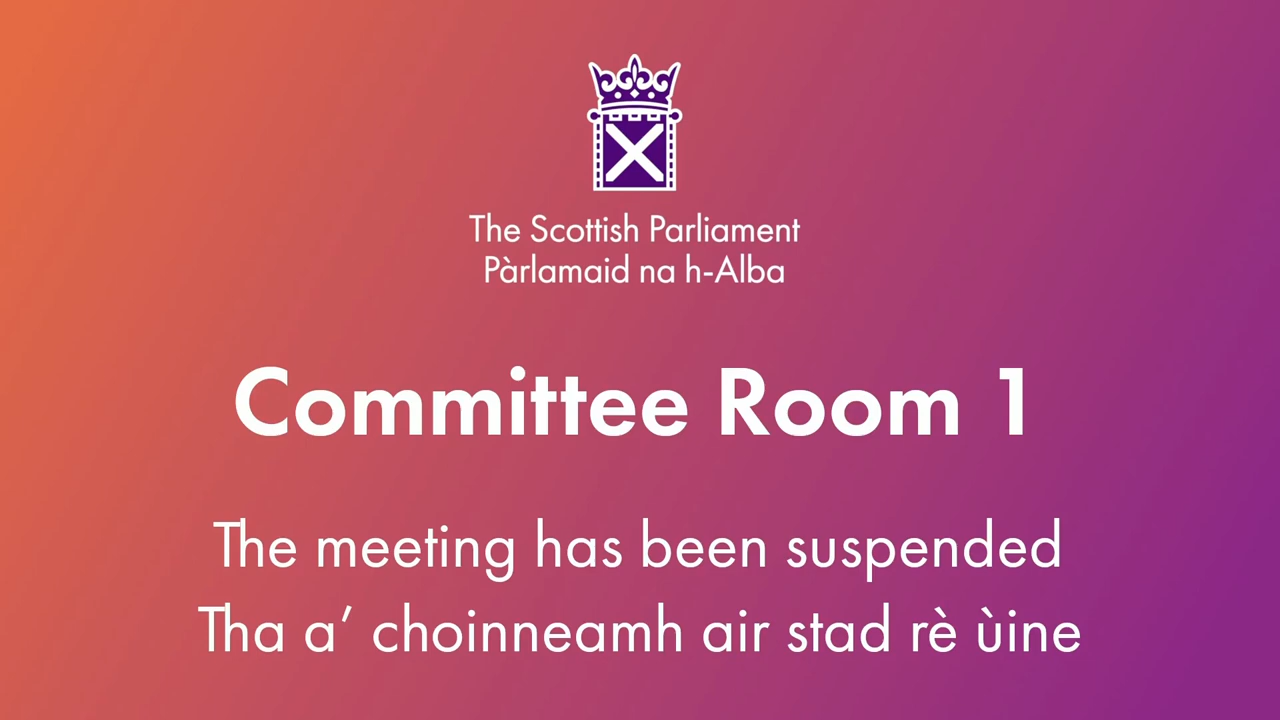 The Scottish Parliament
Pàrlamaid na h-Alba
Committee Room 1
The meeting has been suspended
Tha a’ choinneamh air stad rè ùine